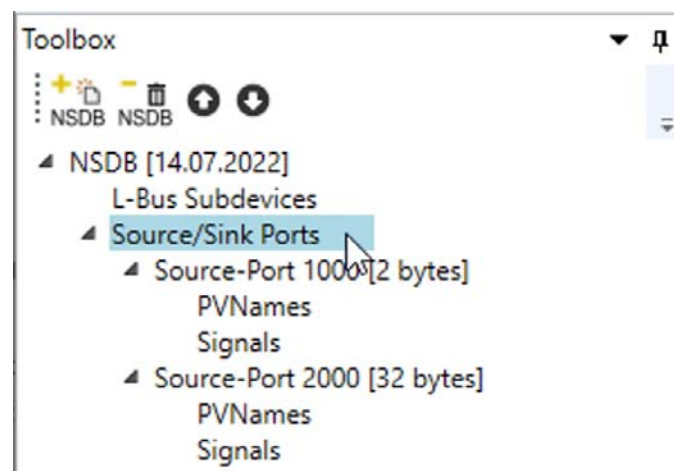 Toolbox
NSDB NSDB
NSDB [14.07.2022]
L-Bus Subdevices
Source/Sink Ports
Source-Port 1000 [2 bytes]
PVNames
Signals
Source-Port 2000 [32 bytes]
PVNames
Signals